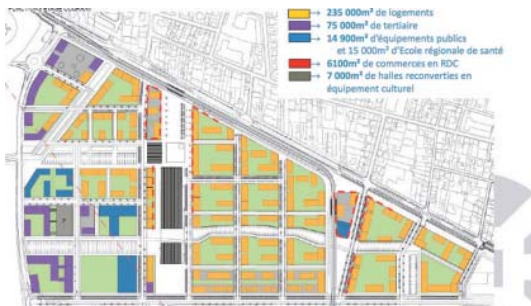 → 235 000m² de logements
→ 75 000m² de tertiaire
→ 14 900m² d'équipements publics
et 15 000m² d'Ecole régionale de santé
→ 6100m² de commerces en RDC
→ 7 000m² de halles reconverties en
équipement culturel